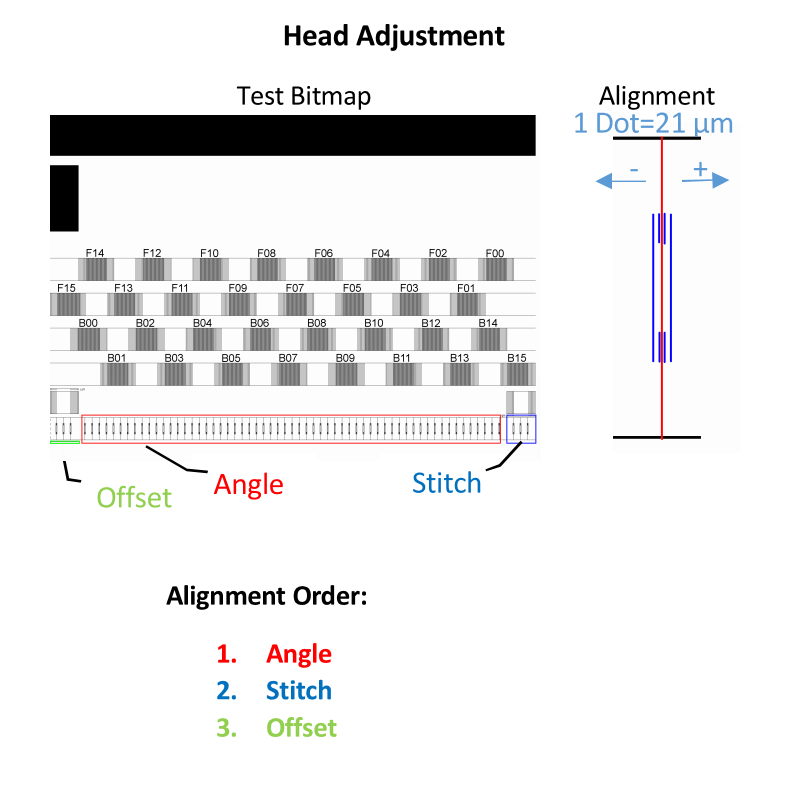 Head Adjustment
Test Bitmap
Alignment
1 Dot=21 µm
- +
F14 F12 F10 F08 F06 F04 F02 F00
F15 F13 F11 F09 F07 F05 F03 F01
B00 B02 B04 B06 B08 B10 B12 B14
B01 B03 B05 B07 B09 B11 B13 B15
Offset
Angle
Stitch
Alignment Order:
1. Angle
2. Stitch
3. Offset